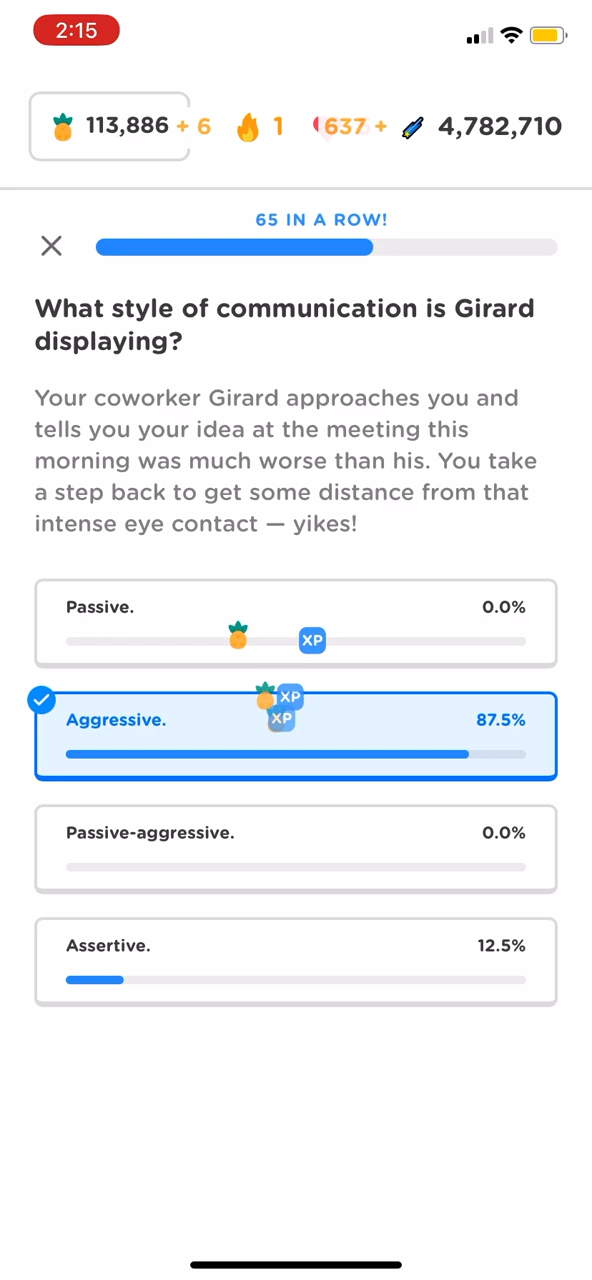 2:15
113,886 + 6 1 637 + 4,782,710
65 IN A ROW!
What style of communication is Girard
displaying?
Your coworker Girard approaches you and
tells you your idea at the meeting this
morning was much worse than his. You take
a step back to get some distance from that
intense eye contact — yikes!
Passive. 0.0%
XP
XP
XP
Aggressive. 87.5%
Passive-aggressive. 0.0%
Assertive. 12.5%